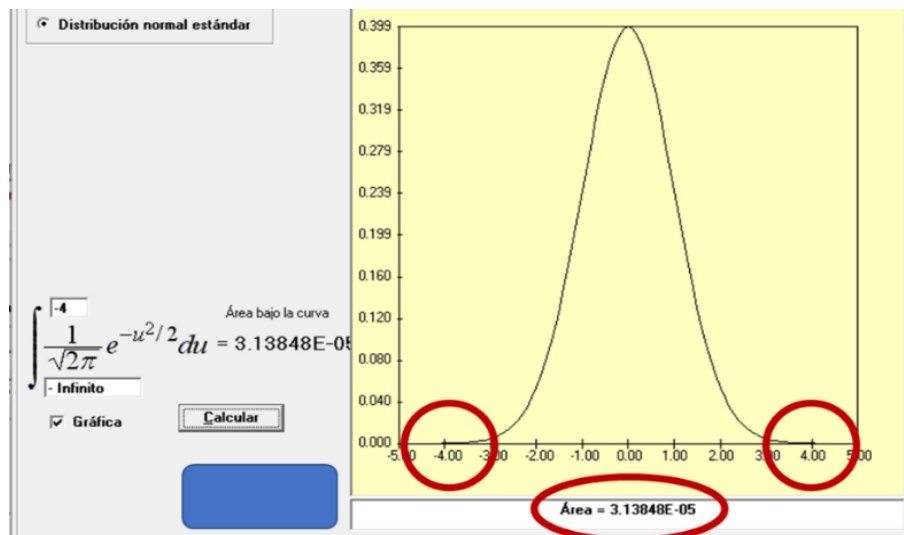 Distribución normal estándar
-4
Área bajo la curva
1
√2π
e^-u²/2 du = 3.13848E-05
- Infinito
Gráfica
Calcular
0.399
0.359
0.319
0.279
0.239
0.199
0.160
0.120
0.080
0.040
0.000
-5.00 -4.00 -3.00 -2.00 -1.00 0.00 1.00 2.00 3.00 4.00 5.00
Área = 3.13848E-05